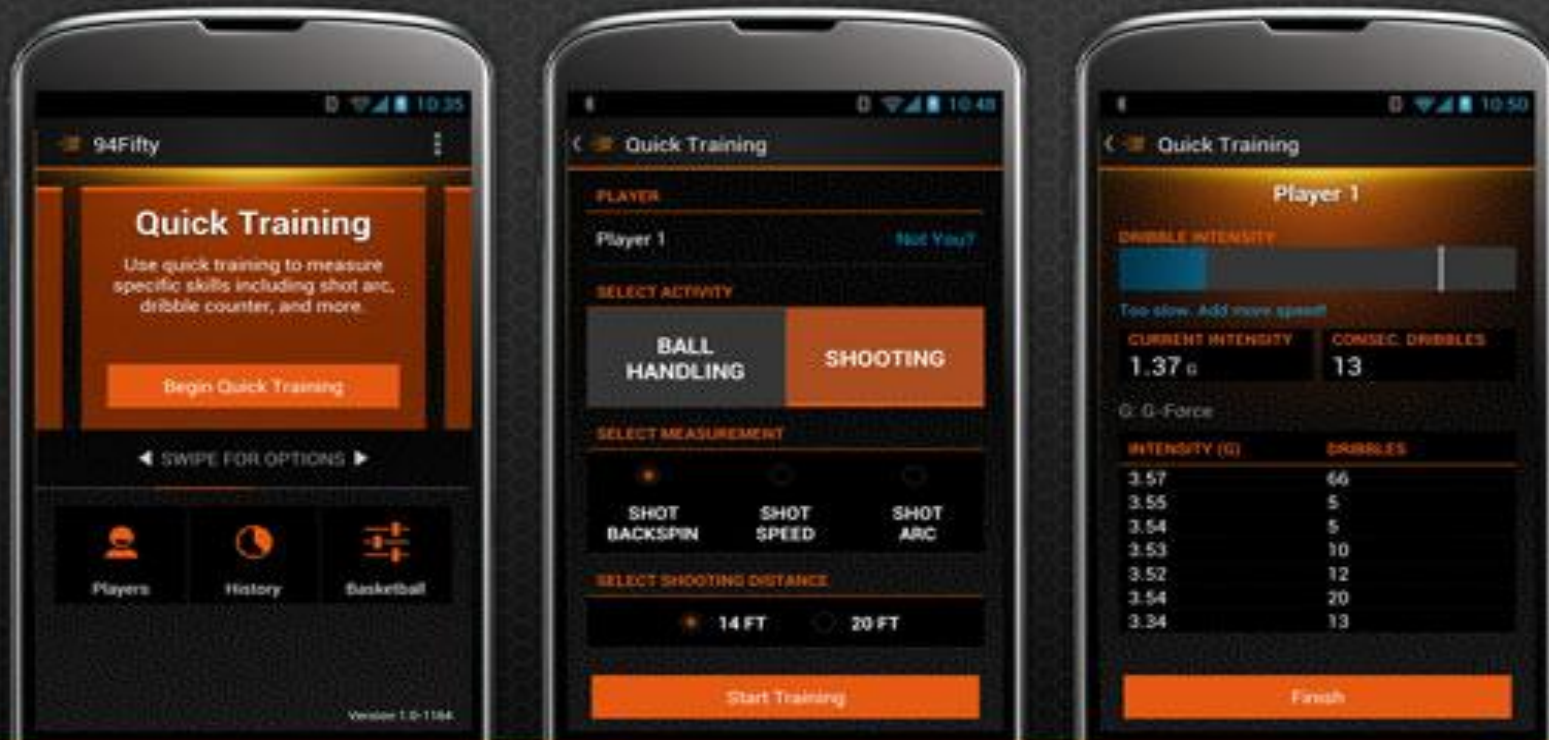 10:35
94Fifty
Quick Training
Use quick training to measure
specific skills including shot arc,
dribble counter, and more.
Begin Quick Training
◀ SWIPE FOR OPTIONS ▶
Players History Basketball
Version 1.0-1164
10:48
Quick Training
PLAYER
Player 1 Not You?
SELECT ACTIVITY
BALL
HANDLING
SHOOTING
SELECT MEASUREMENT
SHOT
BACKSPIN
SHOT
SPEED
SHOT
ARC
SELECT SHOOTING DISTANCE
14 FT 20 FT
Start Training
10:50
Quick Training
Player 1
DRIBBLE INTENSITY
Too slow. Add more speed!
CURRENT INTENSITY CONSEC. DRIBBLES
1.37 G 13
G: G-Force
INTENSITY (G) DRIBBLES
3.57 66
3.55 5
3.54 5
3.53 10
3.52 12
3.54 20
3.34 13
Finish